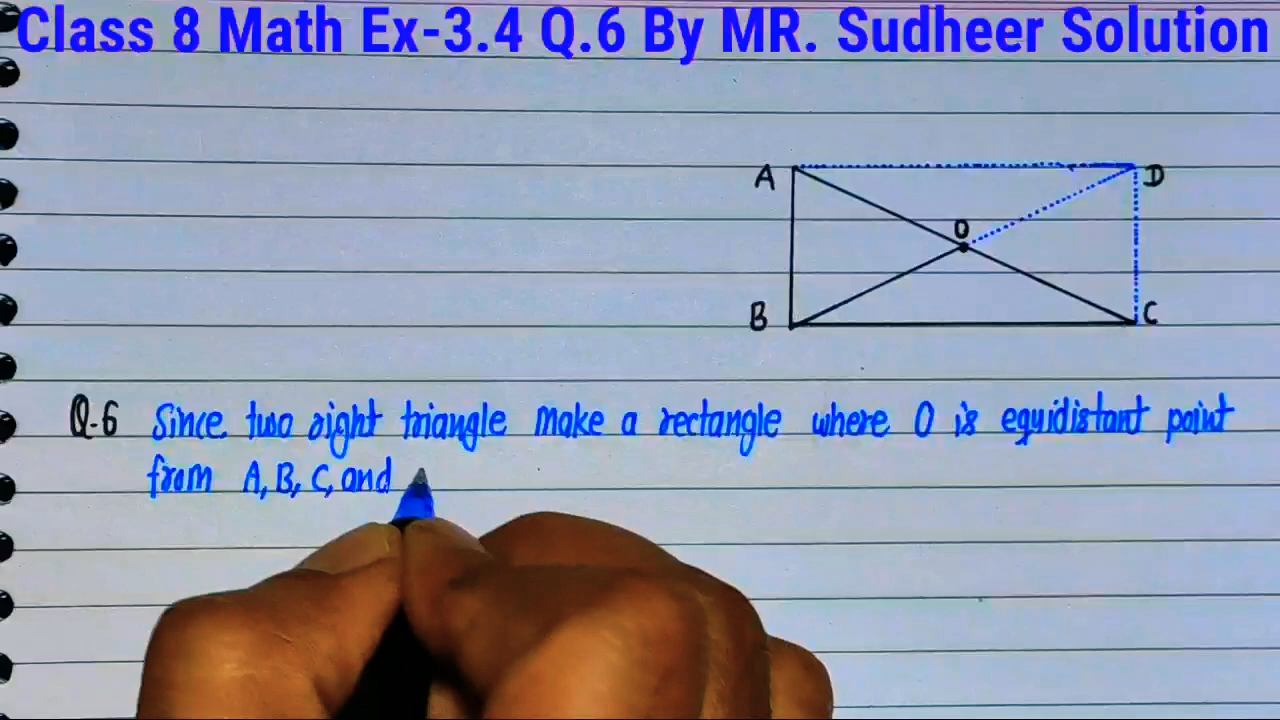 Class 8 Math Ex-3.4 Q.6 By MR. Sudheer Solution
A
D
O
B
C
Q.6 Since two right triangle make a rectangle where O is equidistant point
from A, B, C, and